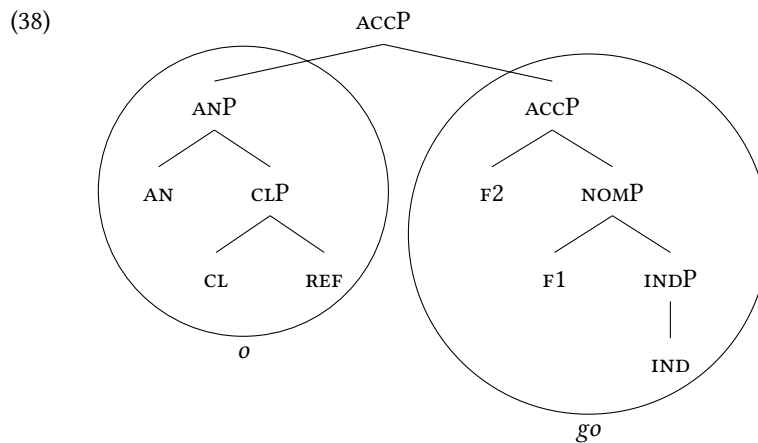 (38)
ACCP
ANP ACCP
AN CLP F2 NOMP
CL REF F1 INDP
o IND
go